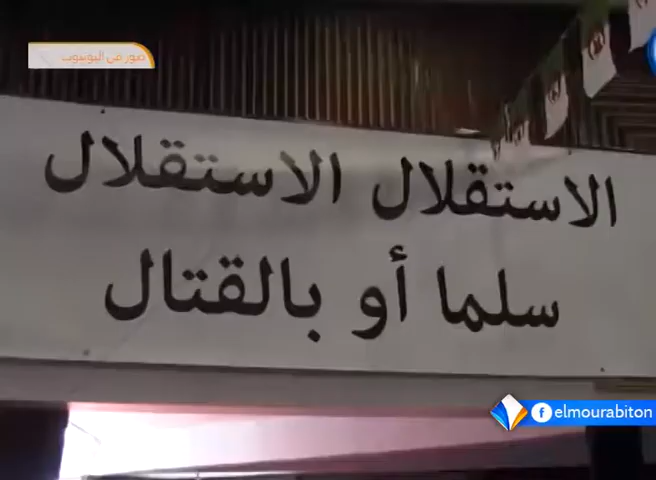 صور من اليوتيوب
الاستقلال الاستقلال
سلما أو بالقتال
elmourabiton